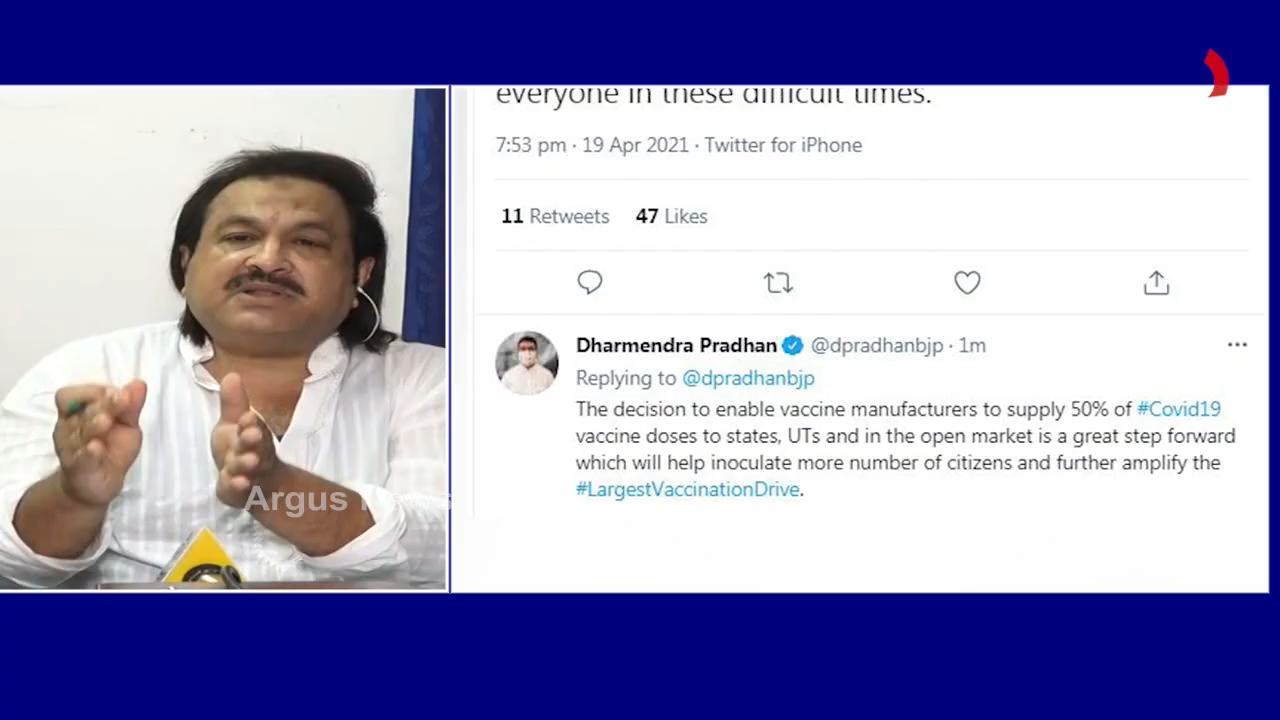 everyone in these difficult times.
7:53 pm · 19 Apr 2021 · Twitter for iPhone
11 Retweets 47 Likes
Dharmendra Pradhan @dpradhanbjp · 1m
Replying to @dpradhanbjp
The decision to enable vaccine manufacturers to supply 50% of #Covid19
vaccine doses to states, UTs and in the open market is a great step forward
which will help inoculate more number of citizens and further amplify the
#LargestVaccinationDrive.
Argus News